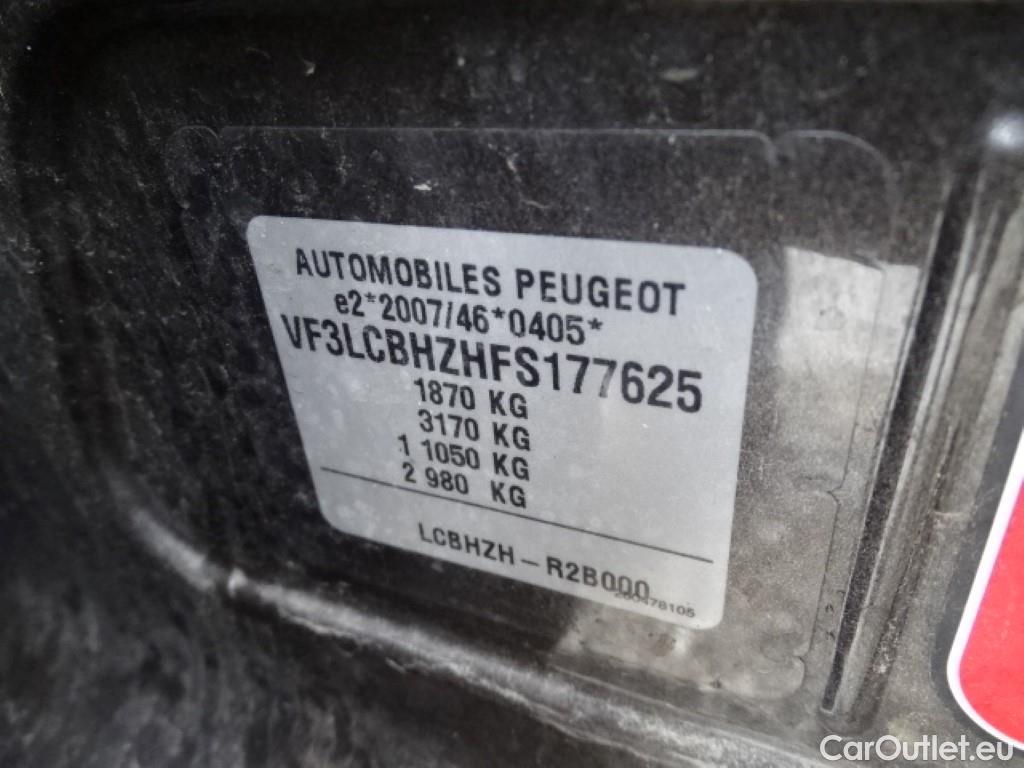 AUTOMOBILES PEUGEOT
e2*2007/46*0405*
VF3LCBHZHFS177625
1870 KG
3170 KG
1 1050 KG
2 980 KG
LCBHZH - R2B000
CarOutlet.eu